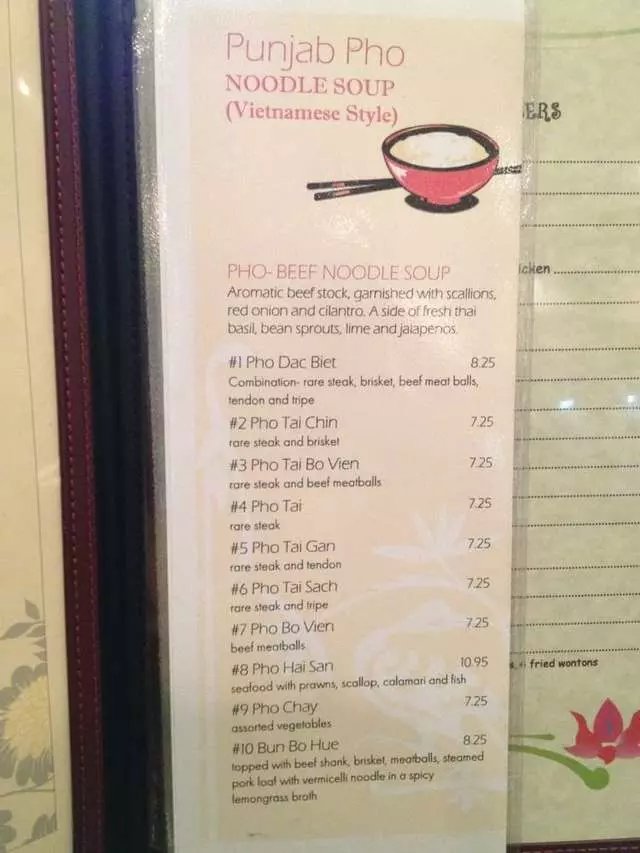 Punjab Pho
NOODLE SOUP
(Vietnamese Style)
PHO- BEEF NOODLE SOUP
Aromatic beef stock, garnished with scallions,
red onion and cilantro. A side of fresh thai
basil, bean sprouts, lime and jalapenos.
#1 Pho Dac Biet 8.25
Combination- rare steak, brisket, beef meat balls,
tendon and tripe
#2 Pho Tai Chin 7.25
rare steak and brisket
#3 Pho Tai Bo Vien 7.25
rare steak and beef meatballs
#4 Pho Tai 7.25
rare steak
#5 Pho Tai Gan 7.25
rare steak and tendon
#6 Pho Tai Sach 7.25
rare steak and tripe
#7 Pho Bo Vien 7.25
beef meatballs
#8 Pho Hai San 10.95
seafood with prawns, scallop, calamari and fish
#9 Pho Chay 7.25
assorted vegetables
#10 Bun Bo Hue 8.25
topped with beef shank, brisket, meatballs, steamed
pork loaf with vermicelli noodle in a spicy
lemongrass broth
fried wontons